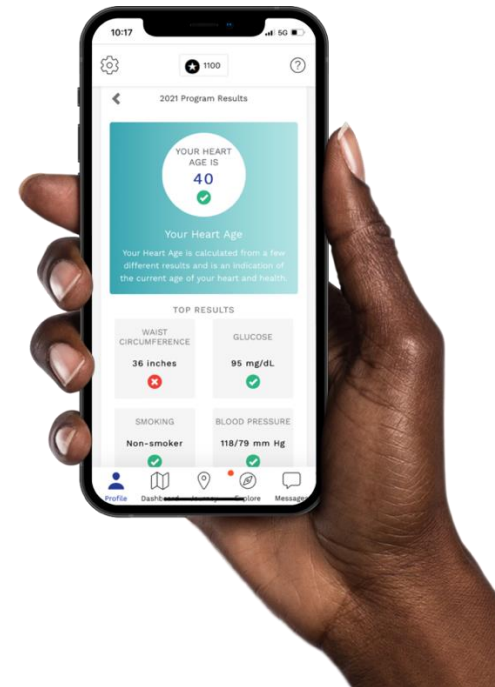 10:17
5G
1100
?
2021 Program Results
YOUR HEART
AGE IS
40
Your Heart Age
Your Heart Age is calculated from a few
different results and is an indication of
the current age of your heart and health.
TOP RESULTS
WAIST
CIRCUMFERENCE
36 inches
GLUCOSE
95 mg/dL
SMOKING
Non-smoker
BLOOD PRESSURE
118/79 mm Hg
Profile
Dashboard
Journey
Explore
Messages